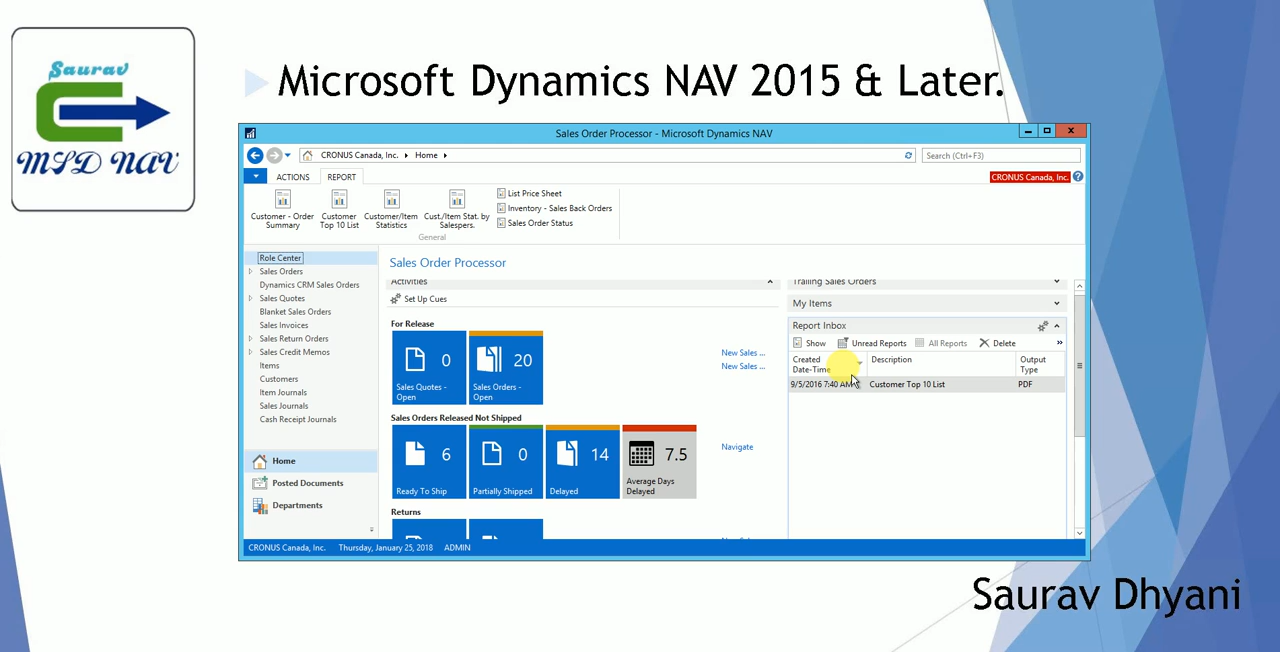 Saurav
MSD NAV
Microsoft Dynamics NAV 2015 & Later.
Sales Order Processor - Microsoft Dynamics NAV
CRONUS Canada, Inc. Home
Search (Ctrl+F3)
ACTIONS REPORT
CRONUS Canada, Inc.
Customer - Order Summary
Customer Top 10 List
Customer/Item Statistics
Cust./Item Stat. by Salespers.
List Price Sheet
Inventory - Sales Back Orders
Sales Order Status
General
Role Center
Sales Orders
Dynamics CRM Sales Orders
Sales Quotes
Blanket Sales Orders
Sales Invoices
Sales Return Orders
Sales Credit Memos
Items
Customers
Item Journals
Sales Journals
Cash Receipt Journals
Home
Posted Documents
Departments
Sales Order Processor
Activities
Set Up Cues
For Release
0
Sales Quotes - Open
20
Sales Orders - Open
New Sales ...
New Sales ...
Sales Orders Released Not Shipped
6
Ready To Ship
0
Partially Shipped
14
Delayed
7.5
Average Days Delayed
Navigate
Returns
Trailing Sales Orders
My Items
Report Inbox
Show Unread Reports All Reports Delete
Created Date-Time Description Output Type
9/5/2016 7:40 AM Customer Top 10 List PDF
CRONUS Canada, Inc. Thursday, January 25, 2018 ADMIN
Saurav Dhyani